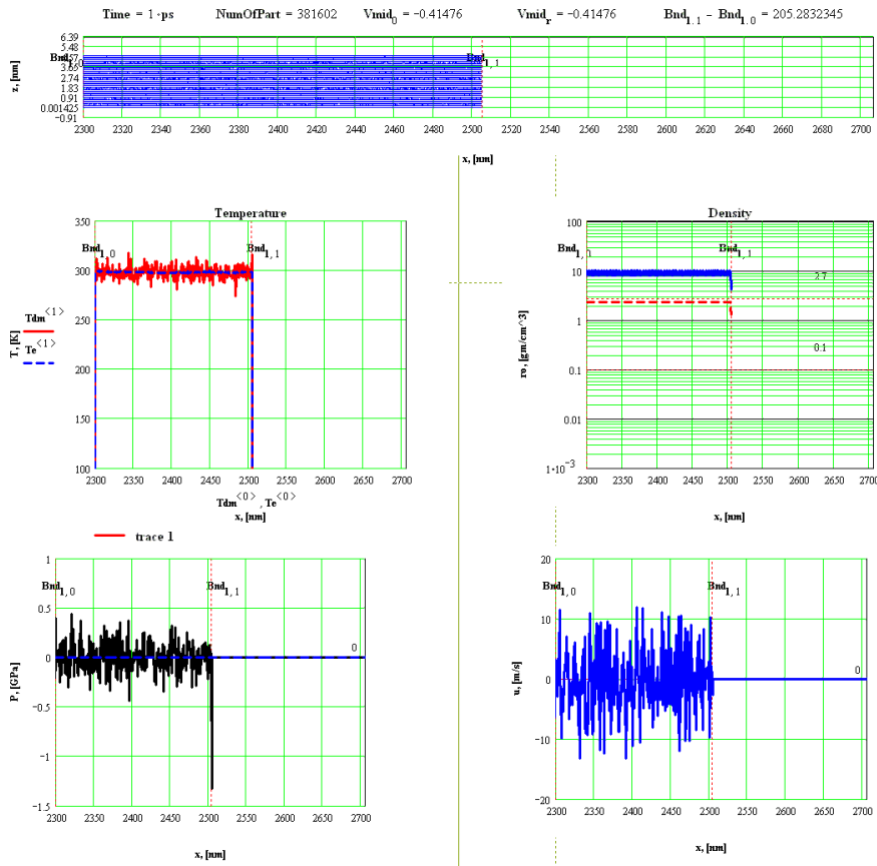 Time = 1·ps NumOfPart = 381602 Vmid0 = −0.41476 Vmidr = −0.41476 Bnd1,1 − Bnd1,0 = 205.2832345
z, [nm]
6.39
5.48
3.65
2.74
1.83
0.91
0.001425
−0.91
Bnd1,0
Bnd1,1
2300 2320 2340 2360 2380 2400 2420 2440 2460 2480 2500 2520 2540 2560 2580 2600 2620 2640 2660 2680 2700
x, [nm]
Temperature
350
300
250
200
150
100
Bnd1,0
Bnd1,1
Tdm<1>
Te<1>
T, [K]
2300 2400 2500 2600 2700
Tdm<0>, Te<0>
x, [nm]
trace 1
Density
100
10
1
0.1
0.01
1·10−3
Bnd1,0
Bnd1,1
2.7
0.1
ro, [gm/cm^3]
2300 2350 2400 2450 2500 2550 2600 2650 2700
x, [nm]
1
0.5
0
−0.5
−1
−1.5
Bnd1,0
Bnd1,1
0
P, [GPa]
2300 2350 2400 2450 2500 2550 2600 2650 2700
x, [nm]
20
10
0
−10
−20
Bnd1,0
Bnd1,1
0
u, [m/s]
2300 2350 2400 2450 2500 2550 2600 2650 2700
x, [nm]